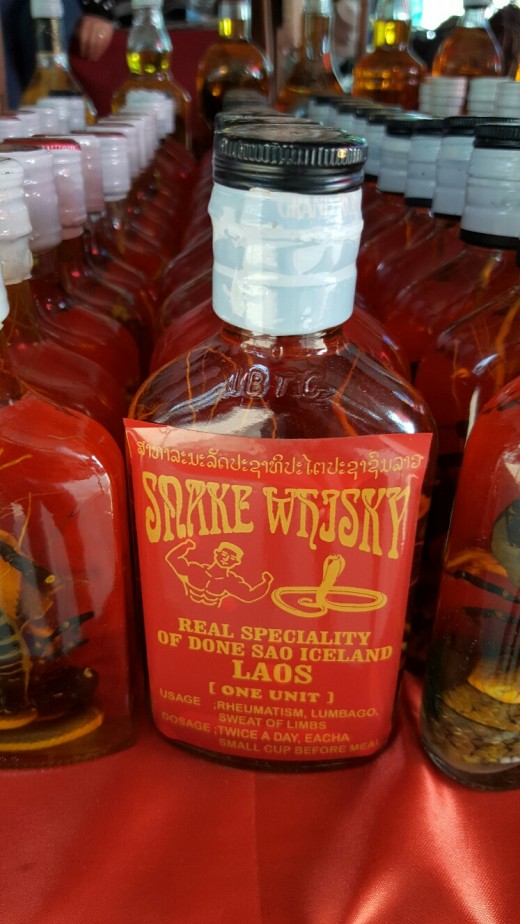 ສາທາລະນະລັດປະຊາທິປະໄຕປະຊາຊົນລາວ
SNAKE WHISKY
REAL SPECIALITY
OF DONE SAO ICELAND
LAOS
[ ONE UNIT ]
USAGE ;RHEUMATISM, LUMBAGO,
SWEAT OF LIMBS
DOSAGE ;TWICE A DAY, EACHA
SMALL CUP BEFORE MEAL